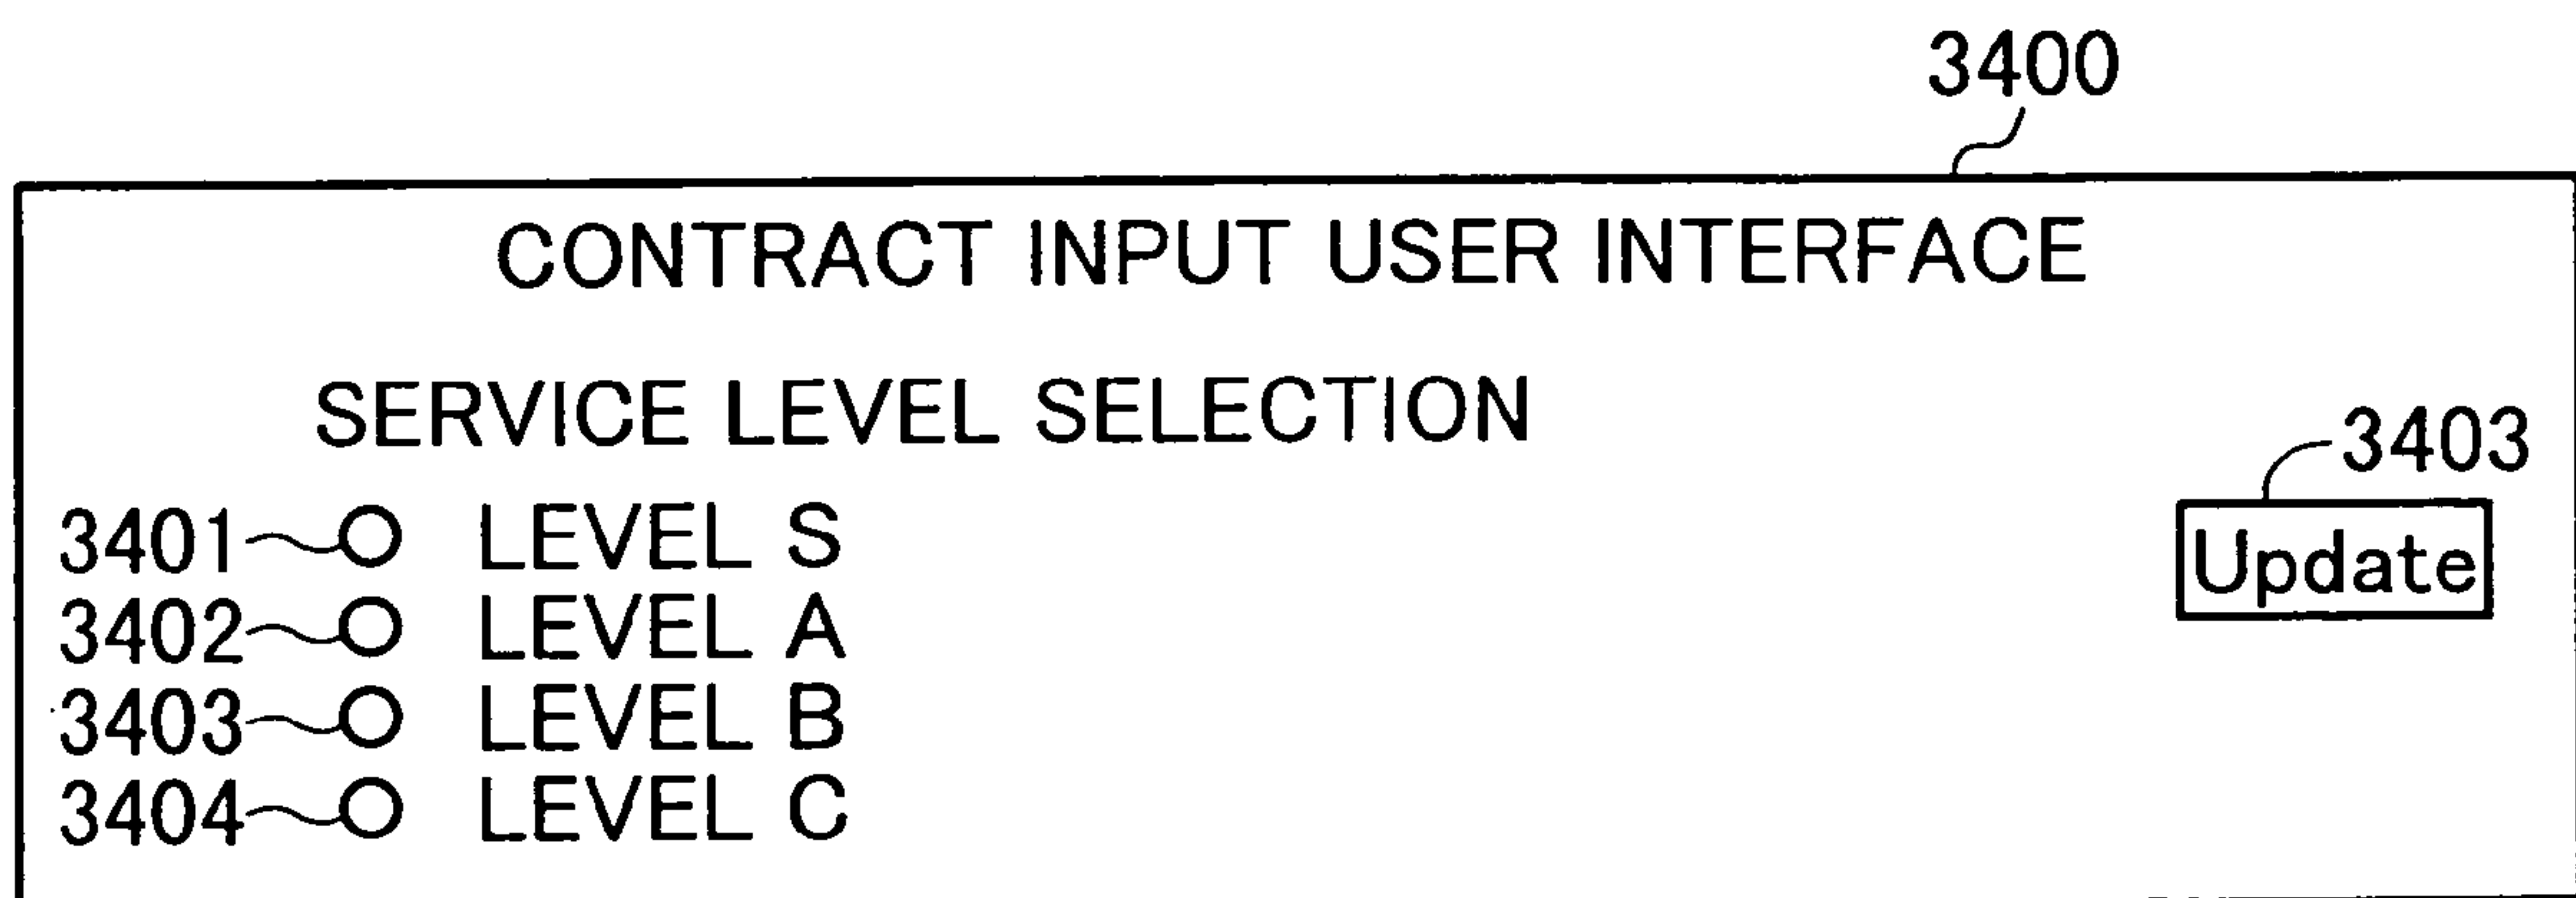 3400
CONTRACT INPUT USER INTERFACE
SERVICE LEVEL SELECTION
3403
3401 LEVEL S
Update
3402 LEVEL A
3403 LEVEL B
3404 LEVEL C